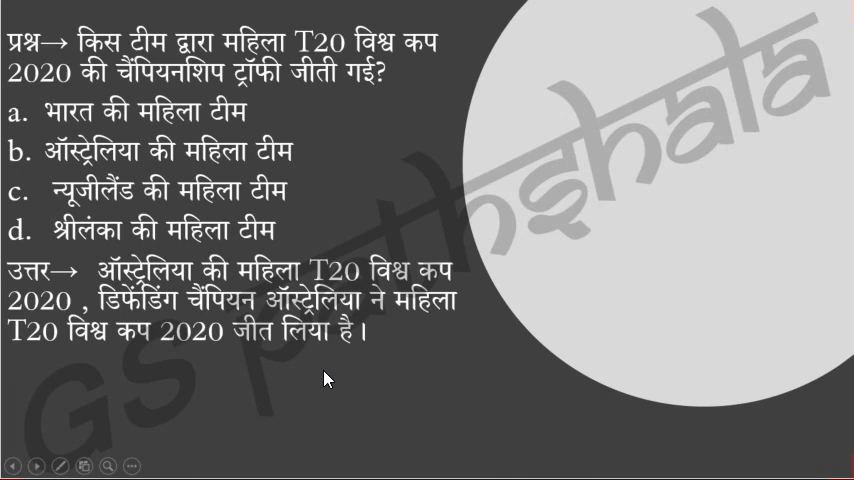 प्रश्न→ किस टीम द्वारा महिला T20 विश्व कप
2020 की चैंपियनशिप ट्रॉफी जीती गई?
a. भारत की महिला टीम
b. ऑस्ट्रेलिया की महिला टीम
c. न्यूजीलैंड की महिला टीम
d. श्रीलंका की महिला टीम
उत्तर→ ऑस्ट्रेलिया की महिला T20 विश्व कप
2020 , डिफेंडिंग चैंपियन ऑस्ट्रेलिया ने महिला
T20 विश्व कप 2020 जीत लिया है।
GS pathshala